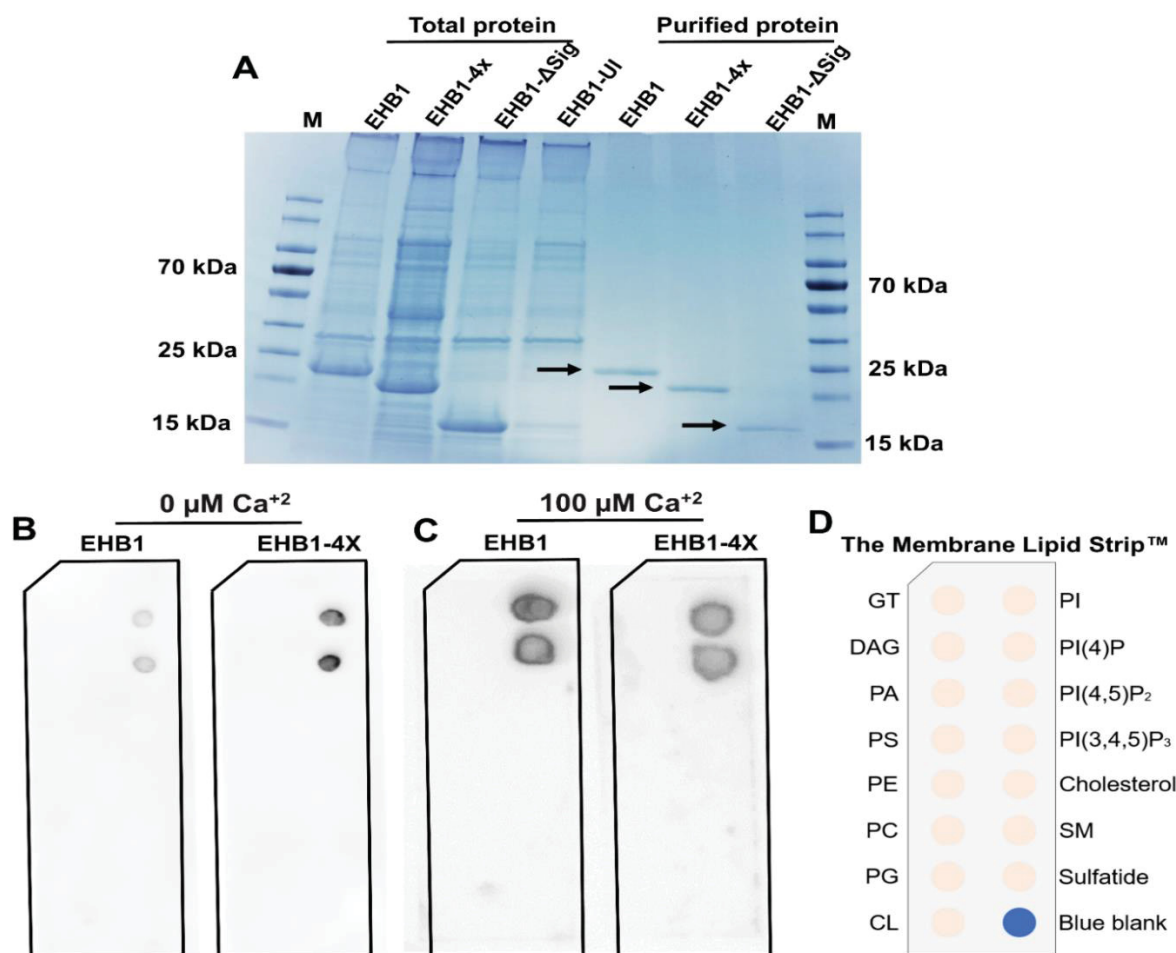 Total protein
Purified protein
A
M
EHB1
EHB1-4x
EHB1-ΔSig
EHB1-UI
EHB1
EHB1-4x
EHB1-ΔSig
M
70 kDa
25 kDa
15 kDa
70 kDa
25 kDa
15 kDa
B
0 µM Ca⁺²
EHB1
EHB1-4X
C
100 µM Ca⁺²
EHB1
EHB1-4X
D
The Membrane Lipid Strip™
GT
PI
DAG
PI(4)P
PA
PI(4,5)P₂
PS
PI(3,4,5)P₃
PE
Cholesterol
PC
SM
PG
Sulfatide
CL
Blue blank